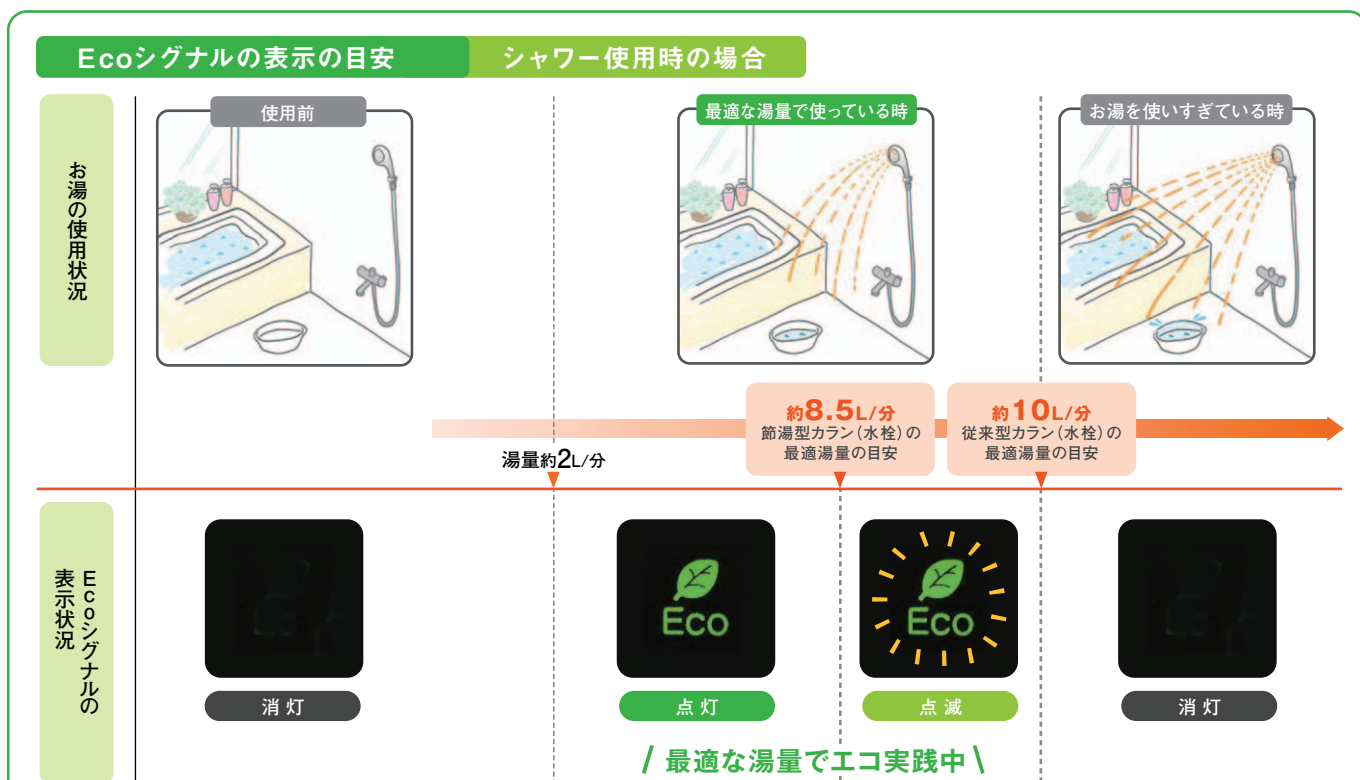 Ecoシグナルの表示の目安
シャワー使用時の場合
お湯の使用状況
使用前
最適な湯量で使っている時
お湯を使いすぎている時
湯量約2L/分
約8.5L/分
節湯型カラン(水栓)の
最適湯量の目安
約10L/分
従来型カラン(水栓)の
最適湯量の目安
Ecoシグナルの
表示状況
Eco
Eco
消灯
点灯
点滅
消灯
最適な湯量でエコ実践中